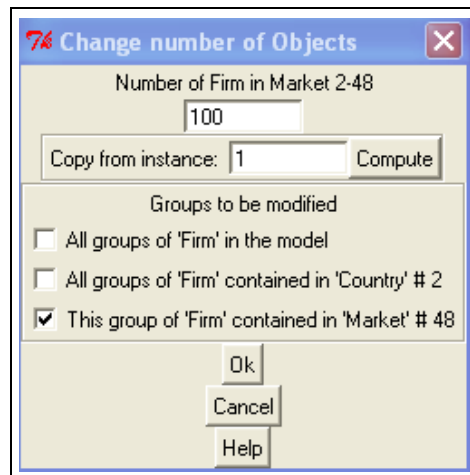 7k Change number of Objects
Number of Firm in Market 2-48
100
Copy from instance: 1 Compute
Groups to be modified
All groups of 'Firm' in the model
All groups of 'Firm' contained in 'Country' # 2
This group of 'Firm' contained in 'Market' # 48
Ok
Cancel
Help